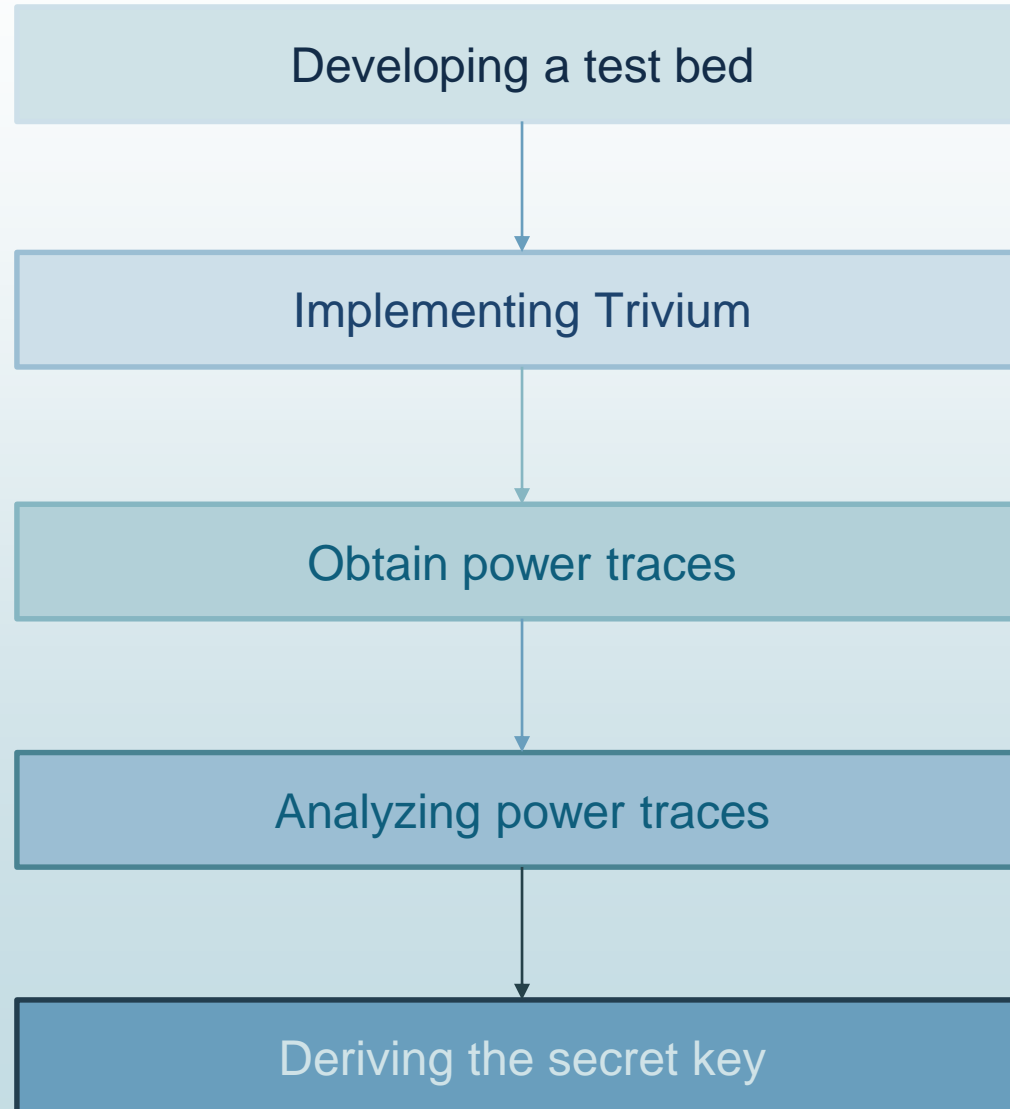 Developing a test bed
Implementing Trivium
Obtain power traces
Analyzing power traces
Deriving the secret key